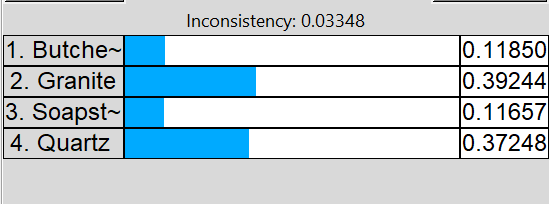 Inconsistency: 0.03348
1. Butche~ 0.11850
2. Granite 0.39244
3. Soapst~ 0.11657
4. Quartz 0.37248